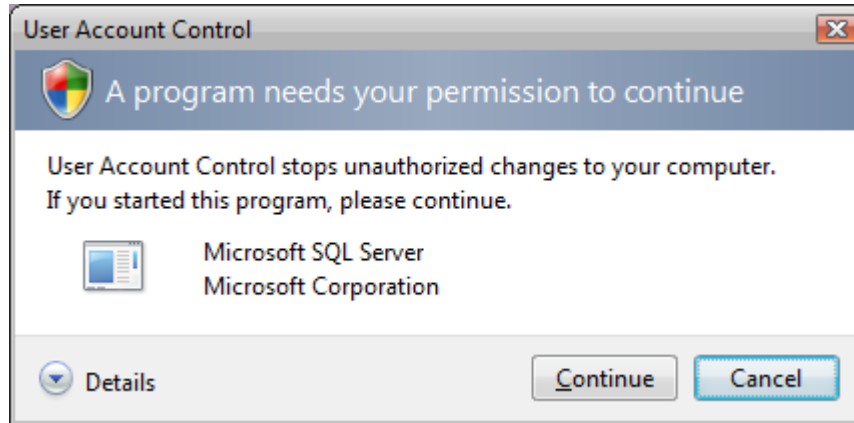 User Account Control
A program needs your permission to continue
User Account Control stops unauthorized changes to your computer.
If you started this program, please continue.
Microsoft SQL Server
Microsoft Corporation
Details Continue Cancel